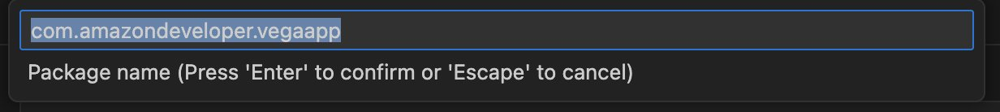 com.amazondeveloper.vegaapp
Package name (Press 'Enter' to confirm or 'Escape' to cancel)